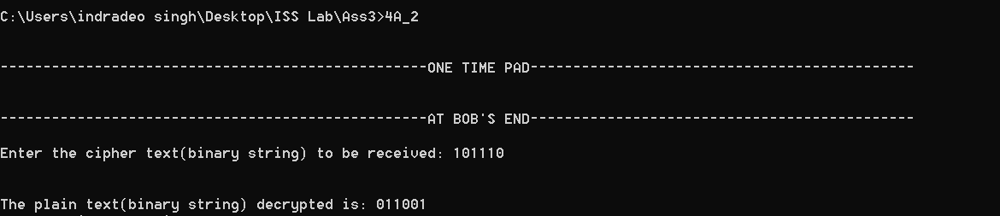 C:\Users\indradeo singh\Desktop\ISS Lab\Ass3>4A_2
--------------------------------------------------ONE TIME PAD---------------------------------------------
--------------------------------------------------AT BOB'S END---------------------------------------------
Enter the cipher text(binary string) to be received: 101110
The plain text(binary string) decrypted is: 011001